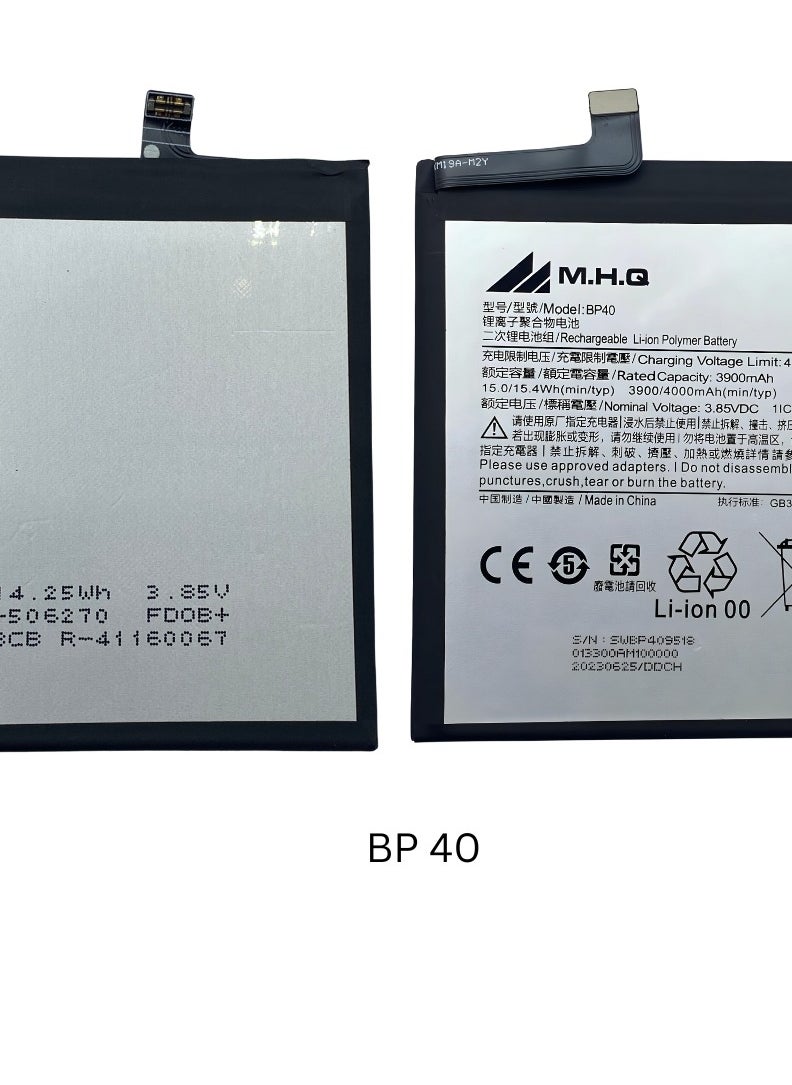 14.25Wh 3.85V
-506270 FDOB+
BCB R-41160067
M19A-M2Y
M.H.Q
型号/型號/Model:BP40
锂离子聚合物电池
二次锂电池组/Rechargeable Li-ion Polymer Battery
充电限制电压/充電限制電壓/Charging Voltage Limit: 4
额定容量/額定電容量/Rated Capacity: 3900mAh
15.0/15.4Wh(min/typ) 3900/4000mAh(min/typ)
额定电压/標稱電壓/Nominal Voltage: 3.85VDC 1IC
请使用原厂指定充电器|浸水后禁止使用|禁止拆解、撞击、挤压
若出现膨胀或变形，请勿继续使用|勿将电池置于高温区，
指定充電器|禁止拆解、刺破、擠壓、加熱或燃燒詳情請參
Please use approved adapters. I Do not disassembl
punctures,crush,tear or burn the battery.
中国制造/中國製造/Made in China 执行标准: GB3
CE 5 廢電池請回收
Li-ion 00
S/N : SWBP409518
013300AM100000
20230625/DDCH
BP 40